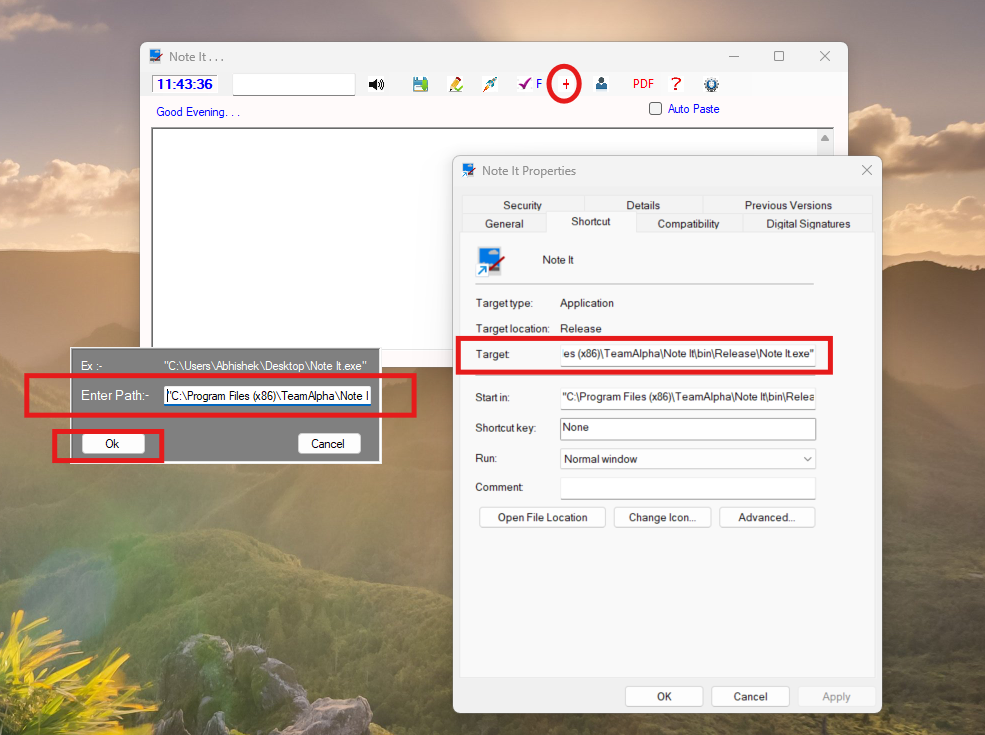 Note It . . .
11:43:36
F
+
PDF
?
Good Evening. . .
Auto Paste
Note It Properties
Security Details Previous Versions
General Shortcut Compatibility Digital Signatures
Note It
Target type: Application
Target location: Release
Target: es (x86)\TeamAlpha\Note It\bin\Release\Note It.exe"
Start in: "C:\Program Files (x86)\TeamAlpha\Note It\bin\Relea
Shortcut key: None
Run: Normal window
Comment:
Open File Location Change Icon... Advanced...
OK Cancel Apply
Ex :- "C:\Users\Abhishek\Desktop\Note It.exe"
Enter Path:- "C:\Program Files (x86)\TeamAlpha\Note I
Ok Cancel